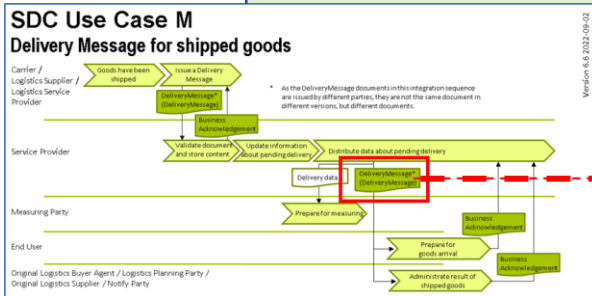 SDC Use Case M
Delivery Message for shipped goods
Version 6.6 2022-09-02
Carrier /
Logistics Supplier /
Logistics Service
Provider
Goods have been
shipped
Issue a Delivery
Message
DeliveryMessage*
(DeliveryMessage)
Business
Acknowledgement
* As the DeliveryMessage documents in this integration sequence
are issued by different parties, they are not the same document in
different versions, but different documents.
Service Provider
Validate document
and store content
Update information
about pending delivery
Distribute data about pending delivery
Delivery data
DeliveryMessage*
(DeliveryMessage)
Measuring Party
Prepare for measuring
Business
Acknowledgement
End User
Prepare for
goods arrival
Business
Acknowledgement
Original Logistics Buyer Agent / Logistics Planning Party /
Original Logistics Supplier / Notify Party
Administrate result of
shipped goods